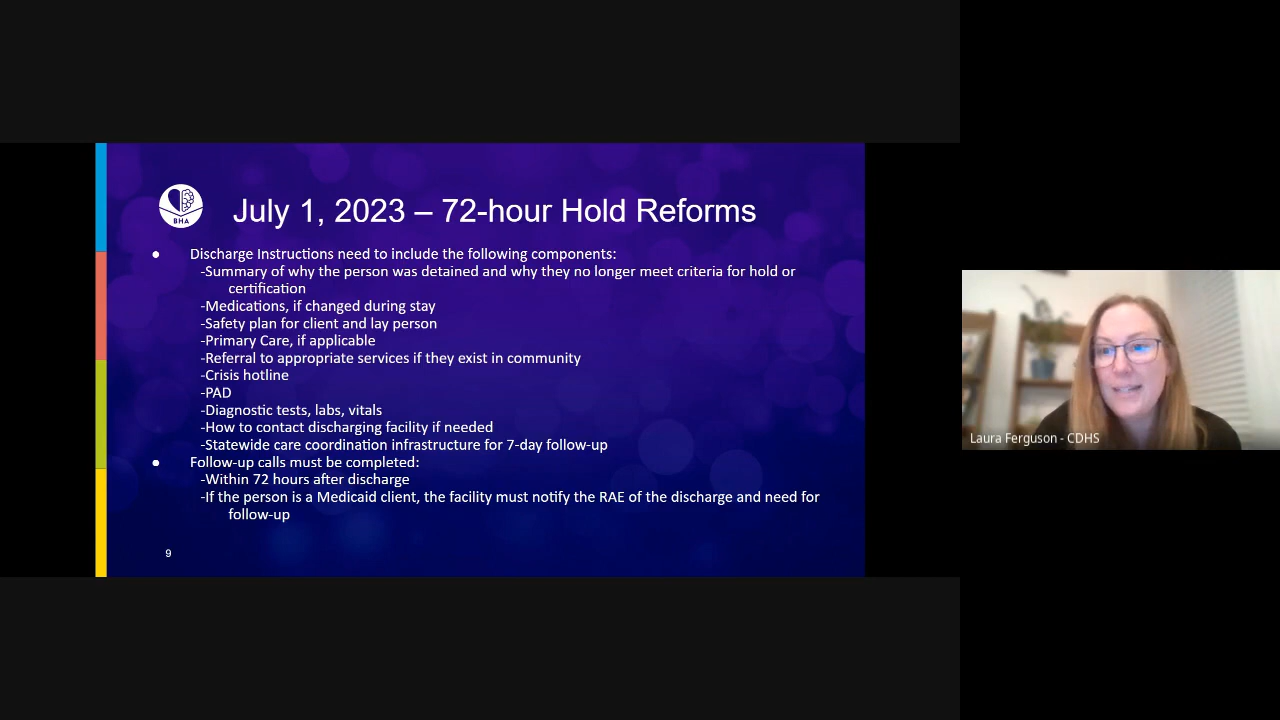 BHA
July 1, 2023 – 72-hour Hold Reforms
● Discharge Instructions need to include the following components:
-Summary of why the person was detained and why they no longer meet criteria for hold or
certification
-Medications, if changed during stay
-Safety plan for client and lay person
-Primary Care, if applicable
-Referral to appropriate services if they exist in community
-Crisis hotline
-PAD
-Diagnostic tests, labs, vitals
-How to contact discharging facility if needed
-Statewide care coordination infrastructure for 7-day follow-up
● Follow-up calls must be completed:
-Within 72 hours after discharge
-If the person is a Medicaid client, the facility must notify the RAE of the discharge and need for
follow-up
9
Laura Ferguson - CDHS